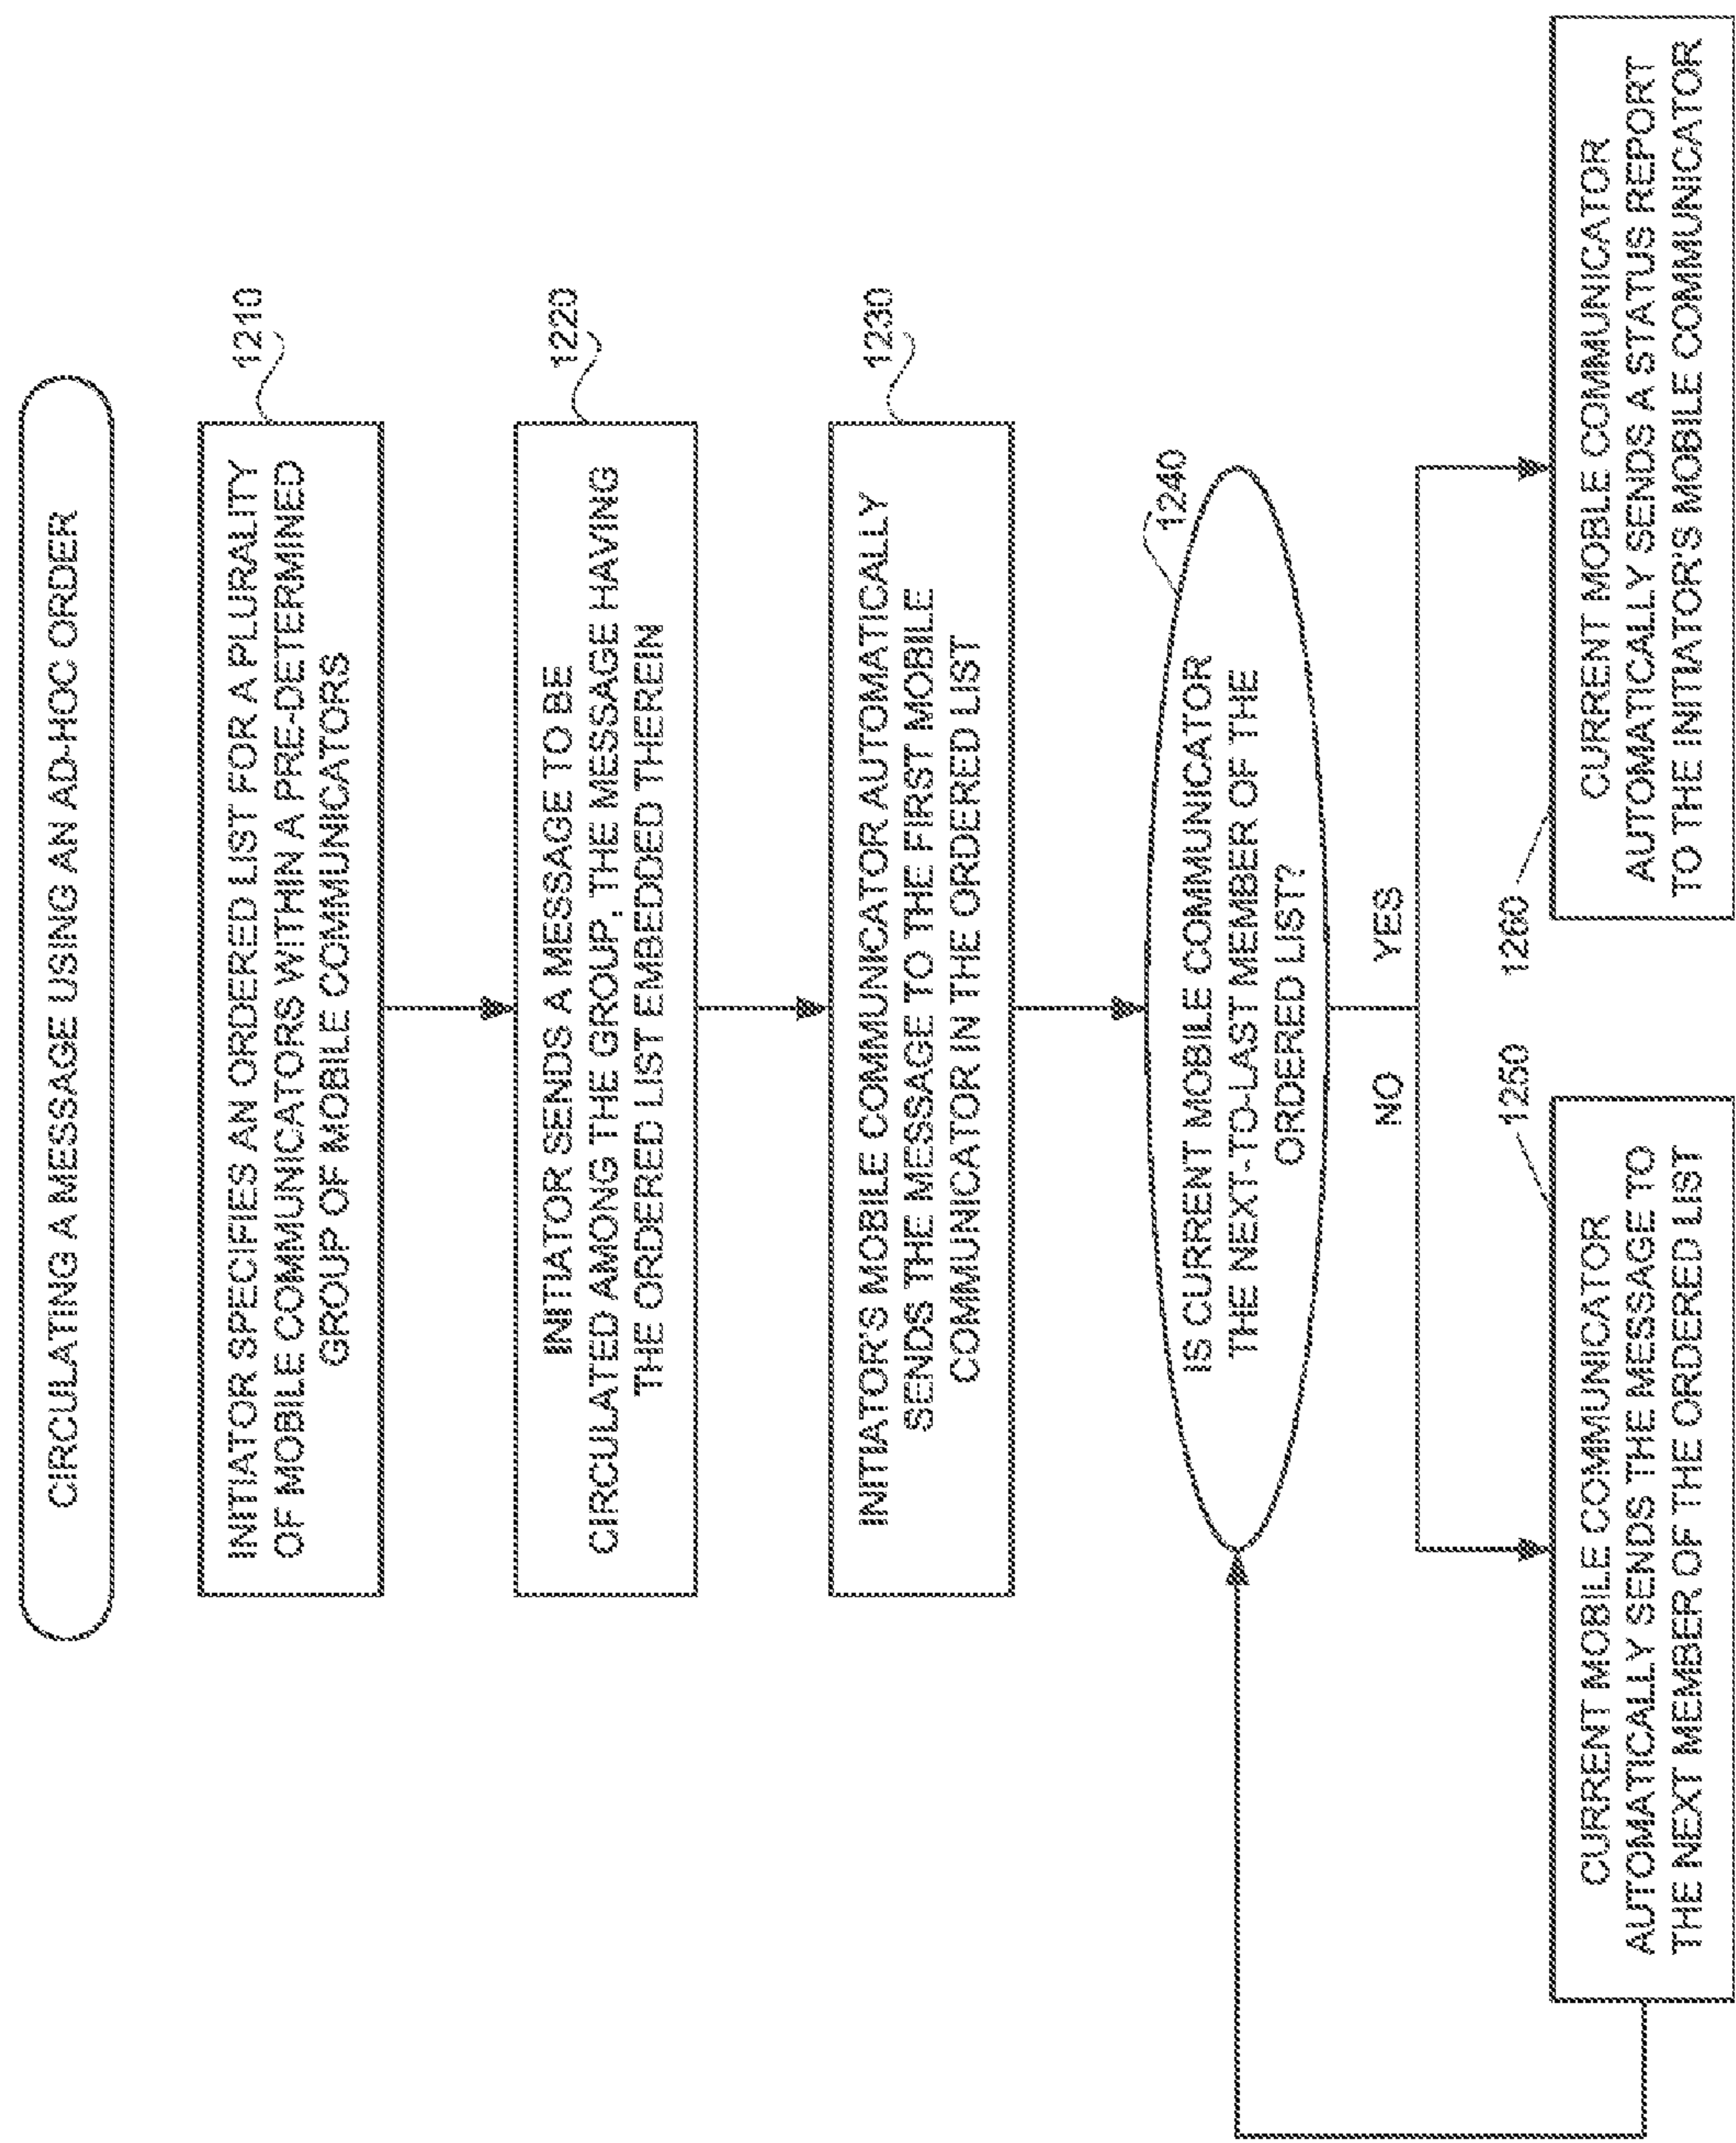 CIRCULATING A MESSAGE USING AN AD-HOC ORDER
1210
INITIATOR SPECIFIES AN ORDERED LIST FOR A PLURALITY
OF MOBILE COMMUNICATORS WITHIN A PRE-DETERMINED
GROUP OF MOBILE COMMUNICATORS
1220
INITIATOR SENDS A MESSAGE TO BE
CIRCULATED AMONG THE GROUP, THE MESSAGE HAVING
THE ORDERED LIST EMBEDDED THEREIN
1230
INITIATOR'S MOBILE COMMUNICATOR AUTOMATICALLY
SENDS THE MESSAGE TO THE FIRST MOBILE
COMMUNICATOR IN THE ORDERED LIST
1240
IS CURRENT MOBILE COMMUNICATOR
THE NEXT-TO-LAST MEMBER OF THE
ORDERED LIST?
NO
YES
1250
CURRENT MOBILE COMMUNICATOR
AUTOMATICALLY SENDS THE MESSAGE TO
THE NEXT MEMBER OF THE ORDERED LIST
1260
CURRENT MOBLE COMMUNICATOR
AUTOMATICALLY SENDS A STATUS REPORT
TO THE INITIATOR'S MOBILE COMMUNICATOR